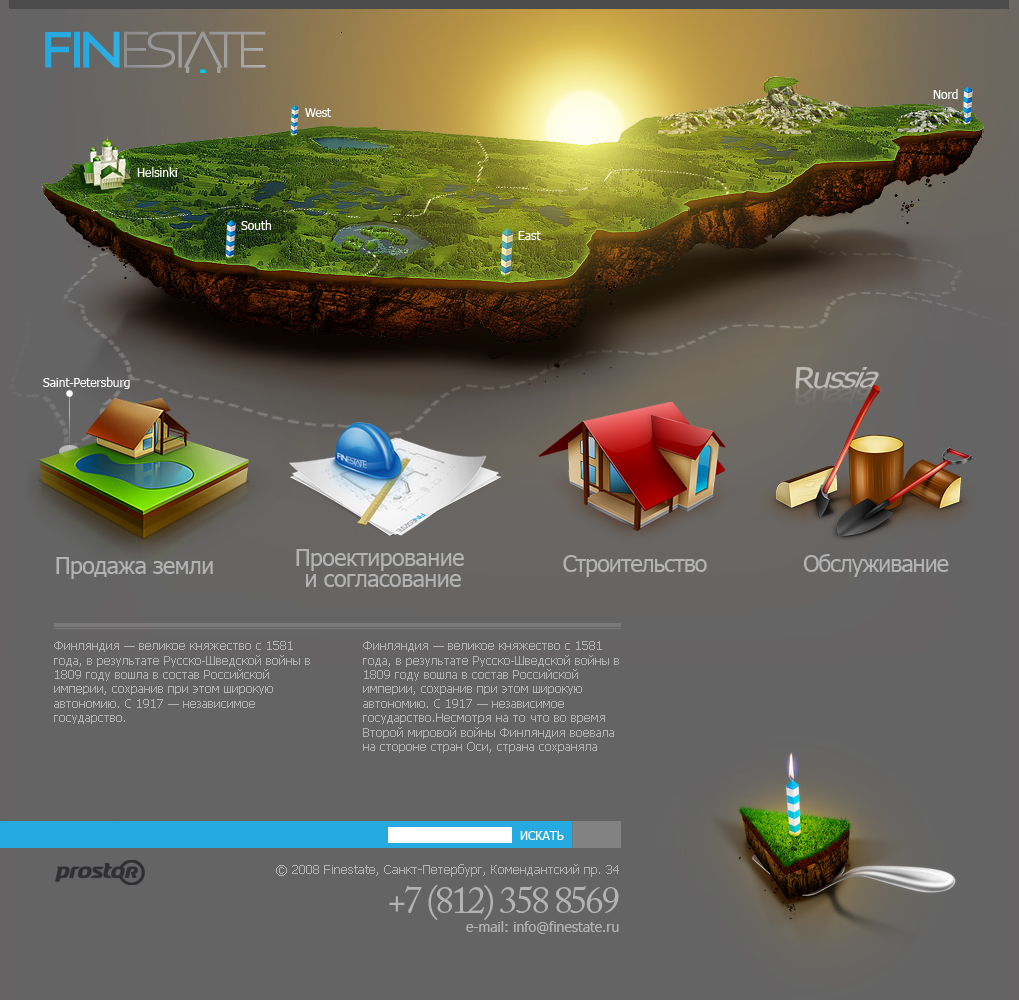 FINESTATE
Nord
West
Helsinki
South
East
Saint-Petersburg
Russia
FINESTATE
FINESTATE
Продажа земли
Проектирование
и согласование
Строительство
Обслуживание
Финляндия — великое княжество с 1581
года, в результате Русско-Шведской войны в
1809 году вошла в состав Российской
империи, сохранив при этом широкую
автономию. С 1917 — независимое
государство.
Финляндия — великое княжество с 1581
года, в результате Русско-Шведской войны в
1809 году вошла в состав Российской
империи, сохранив при этом широкую
автономию. С 1917 — независимое
государство.Несмотря на то что во время
Второй мировой войны Финляндия воевала
на стороне стран Оси, страна сохраняла
ИСКАТЬ
prostoR
© 2008 Finestate, Санкт-Петербург, Комендантский пр. 34
+7 (812) 358 8569
e-mail: info@finestate.ru